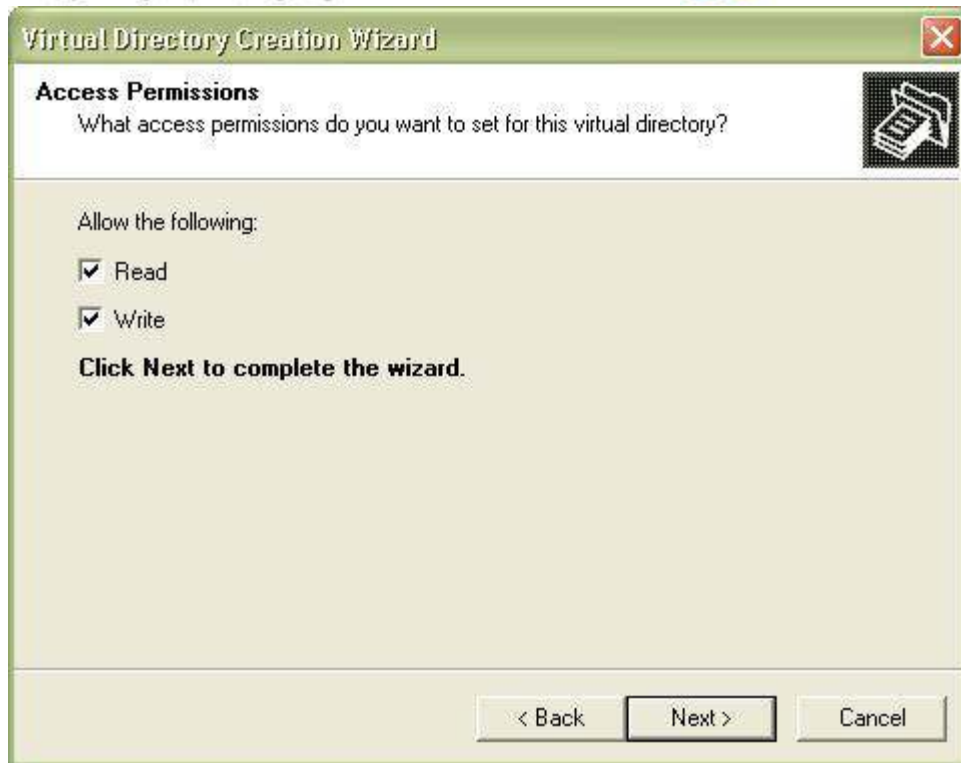 Virtual Directory Creation Wizard
Access Permissions
What access permissions do you want to set for this virtual directory?
Allow the following:
Read
Write
Click Next to complete the wizard.
< Back Next > Cancel